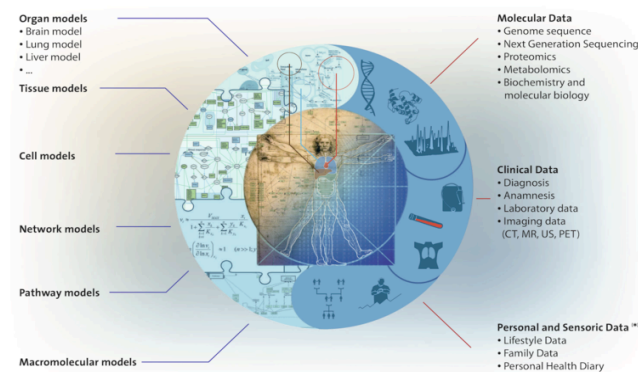 Organ models
• Brain model
• Lung model
• Liver model
• ...
Tissue models
Cell models
Network models
Pathway models
Macromolecular models
Molecular Data
• Genome sequence
• Next Generation Sequencing
• Proteomics
• Metabolomics
• Biochemistry and
molecular biology
Clinical Data
• Diagnosis
• Anamnesis
• Laboratory data
• Imaging data
(CT, MR, US, PET)
Personal and Sensoric Data
• Lifestyle Data
• Family Data
• Personal Health Diary